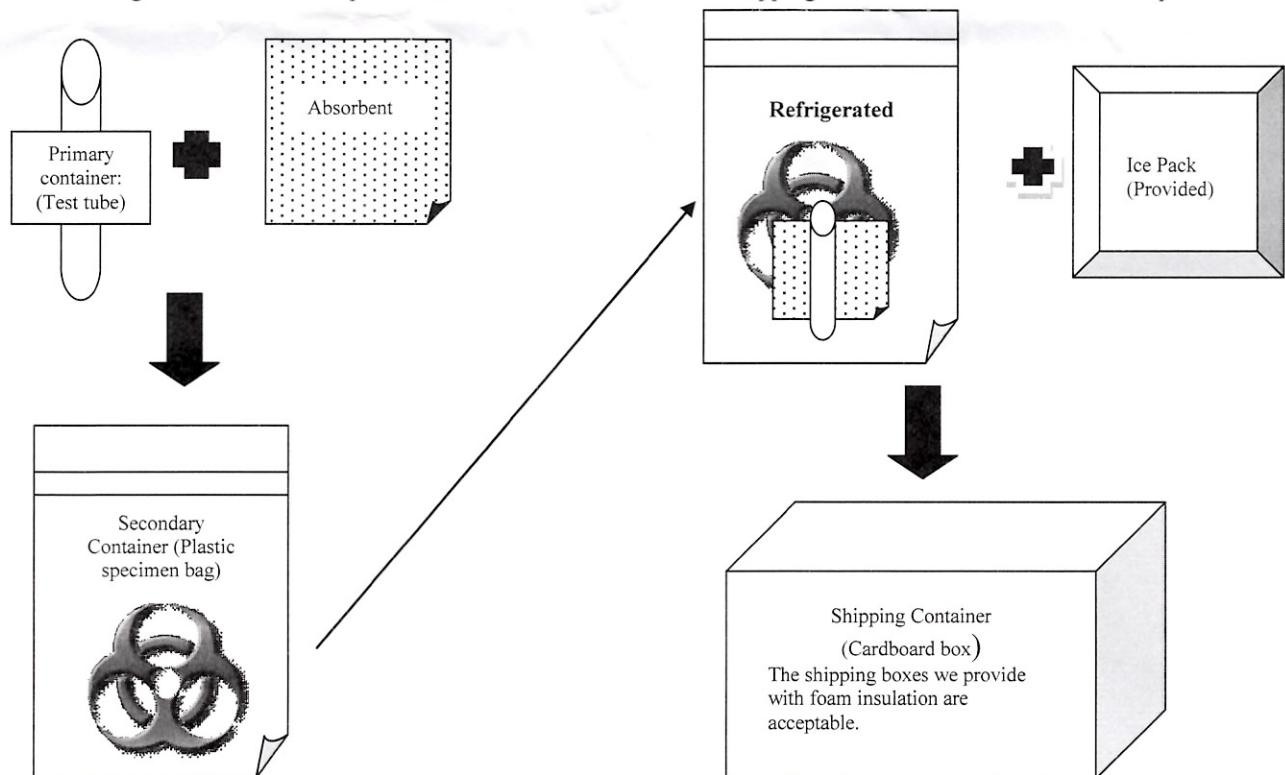 Primary
container:
(Test tube)
Absorbent
Secondary
Container (Plastic
specimen bag)
Refrigerated
Ice Pack
(Provided)
Shipping Container
(Cardboard box)
The shipping boxes we provide
with foam insulation are
acceptable.